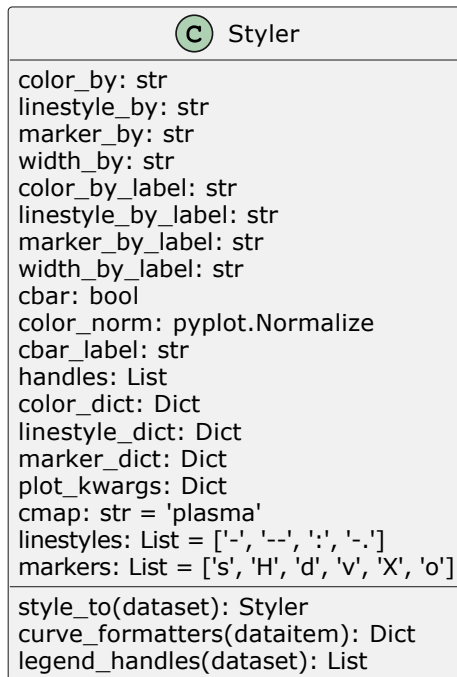 C Styler
color_by: str
linestyle_by: str
marker_by: str
width_by: str
color_by_label: str
linestyle_by_label: str
marker_by_label: str
width_by_label: str
cbar: bool
color_norm: pyplot.Normalize
cbar_label: str
handles: List
color_dict: Dict
linestyle_dict: Dict
marker_dict: Dict
plot_kwargs: Dict
cmap: str = 'plasma'
linestyles: List = ['-', '--', ':', '-.']
markers: List = ['s', 'H', 'd', 'v', 'X', 'o']
style_to(dataset): Styler
curve_formatters(dataitem): Dict
legend_handles(dataset): List